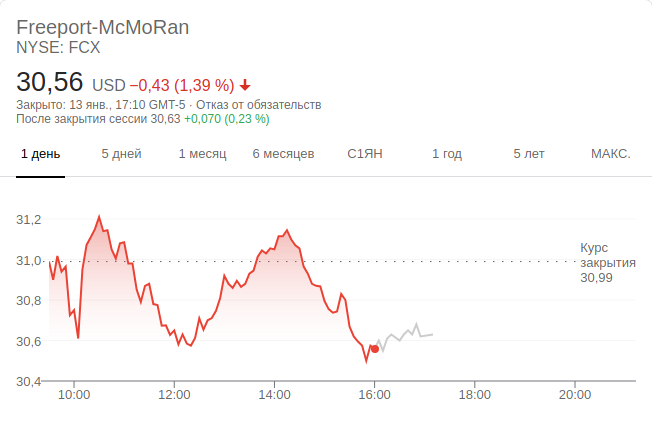 Freeport-McMoRan
NYSE: FCX
30,56 USD −0,43 (1,39 %)
Закрыто: 13 янв., 17:10 GMT-5 · Отказ от обязательств
После закрытия сессии 30,63 +0,070 (0,23 %)
1 день 5 дней 1 месяц 6 месяцев С1ЯН 1 год 5 лет МАКС.
31,2
31,0
30,8
30,6
30,4
Курс
закрытия
30,99
10:00 12:00 14:00 16:00 18:00 20:00